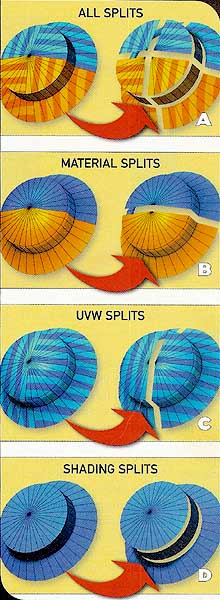 ALL SPLITS
A
MATERIAL SPLITS
B
UVW SPLITS
C
SHADING SPLITS
D